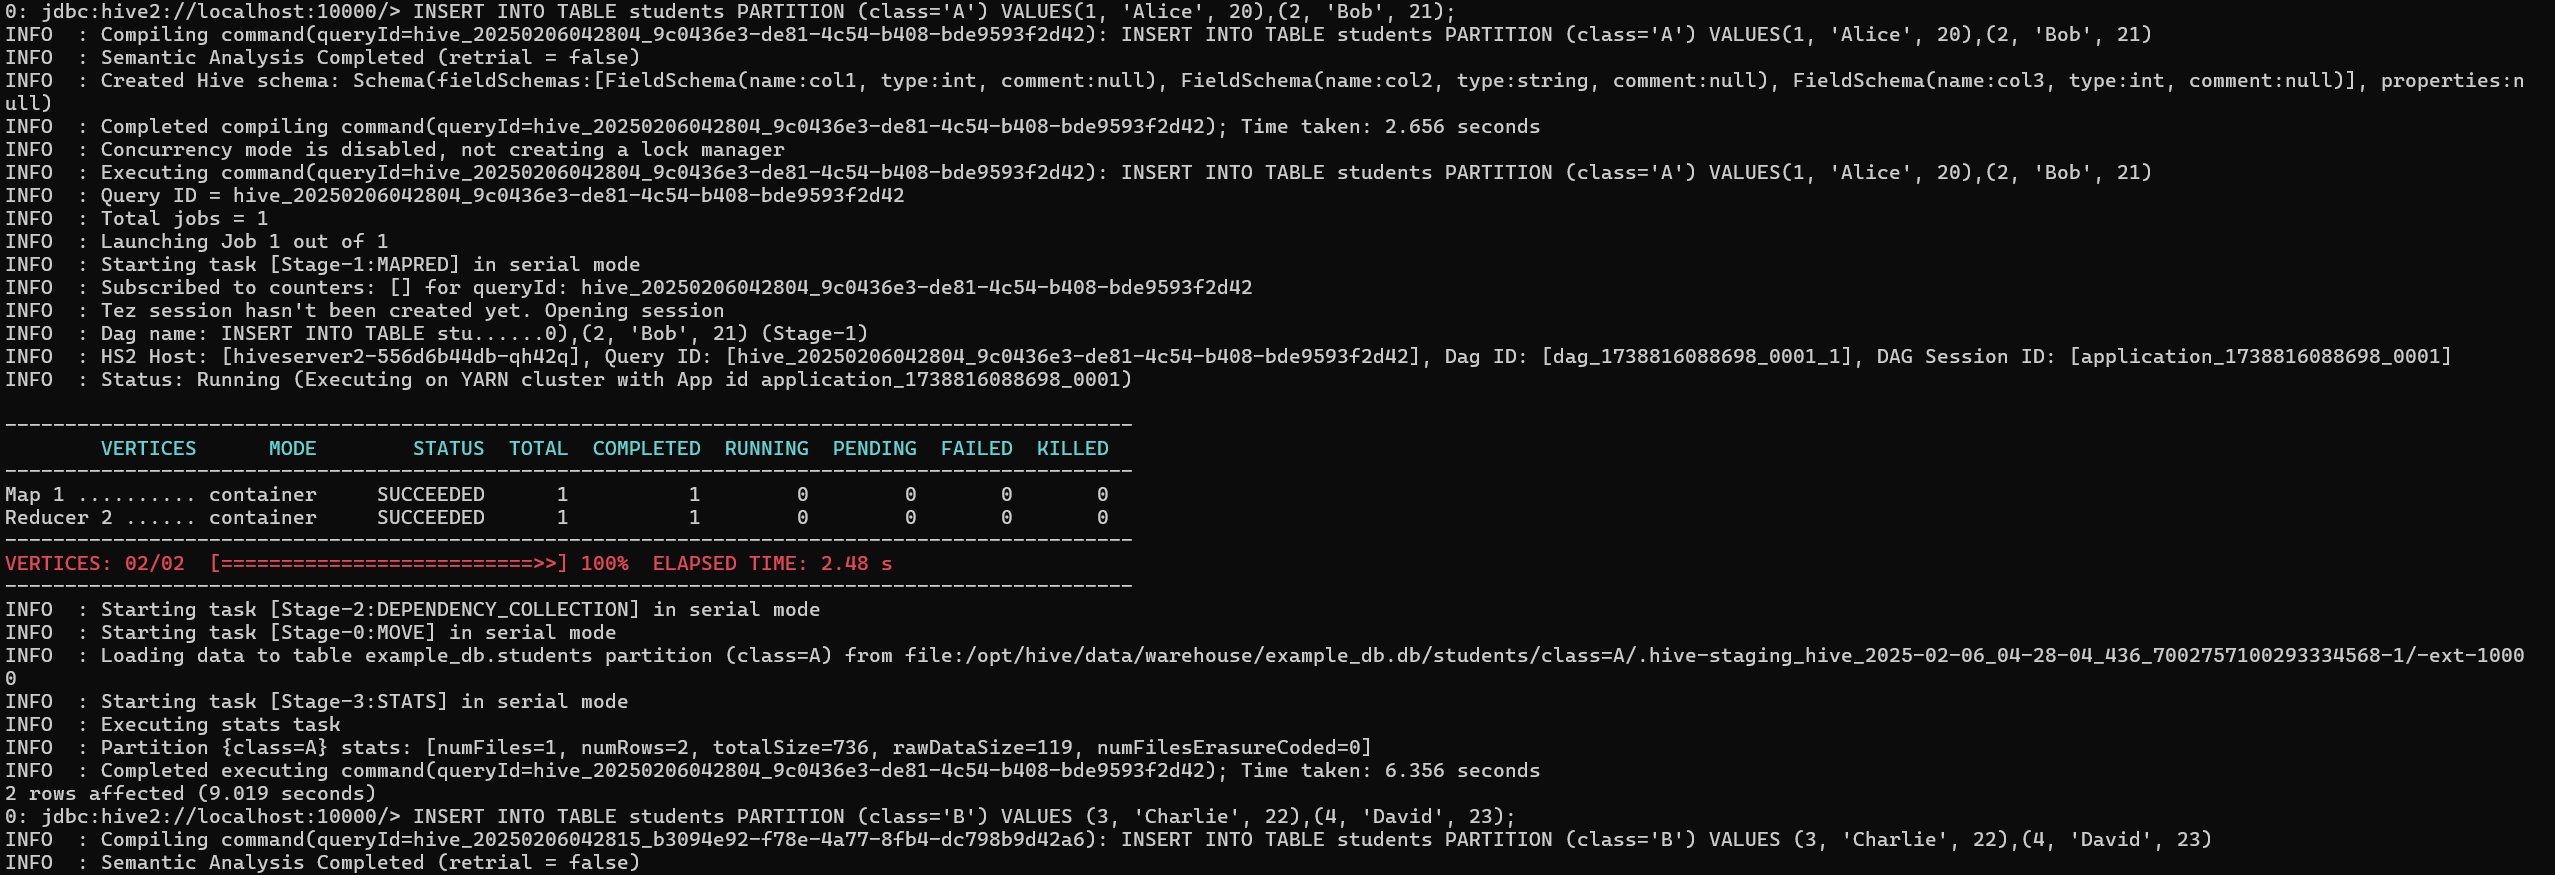 0: jdbc:hive2://localhost:10000/> INSERT INTO TABLE students PARTITION (class='A') VALUES(1, 'Alice', 20),(2, 'Bob', 21);
INFO  : Compiling command(queryId=hive_20250206042804_9c0436e3-de81-4c54-b408-bde9593f2d42): INSERT INTO TABLE students PARTITION (class='A') VALUES(1, 'Alice', 20),(2, 'Bob', 21)
INFO  : Semantic Analysis Completed (retrial = false)
INFO  : Created Hive schema: Schema(fieldSchemas:[FieldSchema(name:col1, type:int, comment:null), FieldSchema(name:col2, type:string, comment:null), FieldSchema(name:col3, type:int, comment:null)], properties:n
ull)
INFO  : Completed compiling command(queryId=hive_20250206042804_9c0436e3-de81-4c54-b408-bde9593f2d42); Time taken: 2.656 seconds
INFO  : Concurrency mode is disabled, not creating a lock manager
INFO  : Executing command(queryId=hive_20250206042804_9c0436e3-de81-4c54-b408-bde9593f2d42): INSERT INTO TABLE students PARTITION (class='A') VALUES(1, 'Alice', 20),(2, 'Bob', 21)
INFO  : Query ID = hive_20250206042804_9c0436e3-de81-4c54-b408-bde9593f2d42
INFO  : Total jobs = 1
INFO  : Launching Job 1 out of 1
INFO  : Starting task [Stage-1:MAPRED] in serial mode
INFO  : Subscribed to counters: [] for queryId: hive_20250206042804_9c0436e3-de81-4c54-b408-bde9593f2d42
INFO  : Tez session hasn't been created yet. Opening session
INFO  : Dag name: INSERT INTO TABLE stu......0),(2, 'Bob', 21) (Stage-1)
INFO  : HS2 Host: [hiveserver2-556d6b44db-qh42q], Query ID: [hive_20250206042804_9c0436e3-de81-4c54-b408-bde9593f2d42], Dag ID: [dag_1738816088698_0001_1], DAG Session ID: [application_1738816088698_0001]
INFO  : Status: Running (Executing on YARN cluster with App id application_1738816088698_0001)
----------------------------------------------------------------------------------------------
        VERTICES      MODE        STATUS  TOTAL  COMPLETED  RUNNING  PENDING  FAILED  KILLED
----------------------------------------------------------------------------------------------
Map 1 .......... container     SUCCEEDED      1          1        0        0       0       0
Reducer 2 ...... container     SUCCEEDED      1          1        0        0       0       0
----------------------------------------------------------------------------------------------
VERTICES: 02/02  [==========================>>] 100%  ELAPSED TIME: 2.48 s
----------------------------------------------------------------------------------------------
INFO  : Starting task [Stage-2:DEPENDENCY_COLLECTION] in serial mode
INFO  : Starting task [Stage-0:MOVE] in serial mode
INFO  : Loading data to table example_db.students partition (class=A) from file:/opt/hive/data/warehouse/example_db.db/students/class=A/.hive-staging_hive_2025-02-06_04-28-04_436_7002757100293334568-1/-ext-1000
0
INFO  : Starting task [Stage-3:STATS] in serial mode
INFO  : Executing stats task
INFO  : Partition {class=A} stats: [numFiles=1, numRows=2, totalSize=736, rawDataSize=119, numFilesErasureCoded=0]
INFO  : Completed executing command(queryId=hive_20250206042804_9c0436e3-de81-4c54-b408-bde9593f2d42); Time taken: 6.356 seconds
2 rows affected (9.019 seconds)
0: jdbc:hive2://localhost:10000/> INSERT INTO TABLE students PARTITION (class='B') VALUES (3, 'Charlie', 22),(4, 'David', 23);
INFO  : Compiling command(queryId=hive_20250206042815_b3094e92-f78e-4a77-8fb4-dc798b9d42a6): INSERT INTO TABLE students PARTITION (class='B') VALUES (3, 'Charlie', 22),(4, 'David', 23)
INFO  : Semantic Analysis Completed (retrial = false)